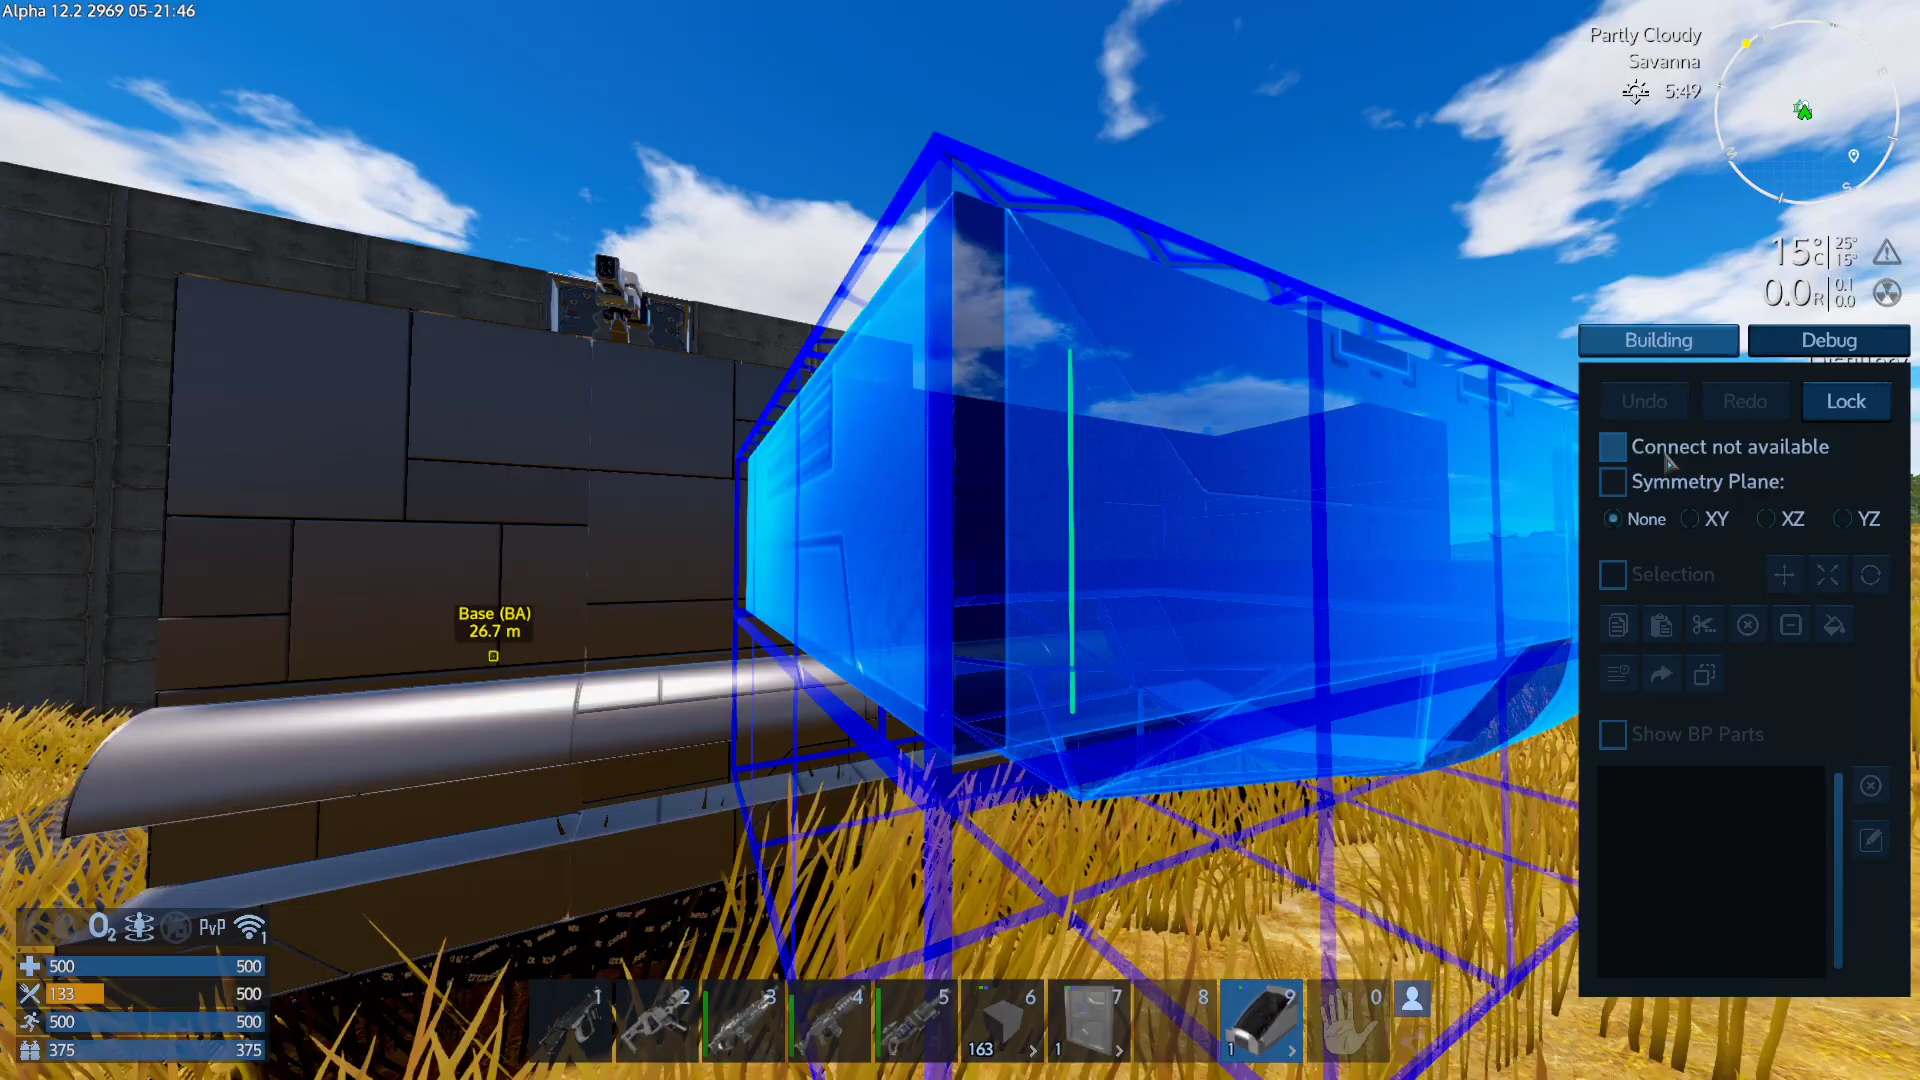 Alpha 12.2 2969 05-21:46
Partly Cloudy
Savanna
5:49
15°C 25° 15°
0.0R 0.1 0.0
Building Debug
Undo Redo Lock
Connect not available
Symmetry Plane:
None XY XZ YZ
Selection
Show BP Parts
Base (BA)
26.7 m
O2 PvP 1
500 500
133 500
500 500
375 375
1 2 3 4 5 6 7 8 9 0
163 1 1